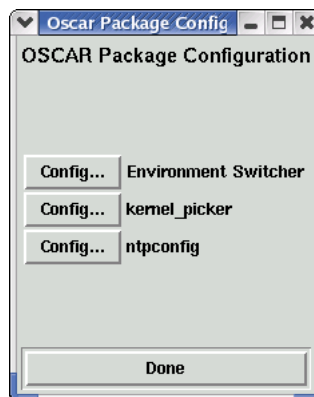 Oscar Package Config
OSCAR Package Configuration
Config... Environment Switcher
Config... kernel_picker
Config... ntpconfig
Done